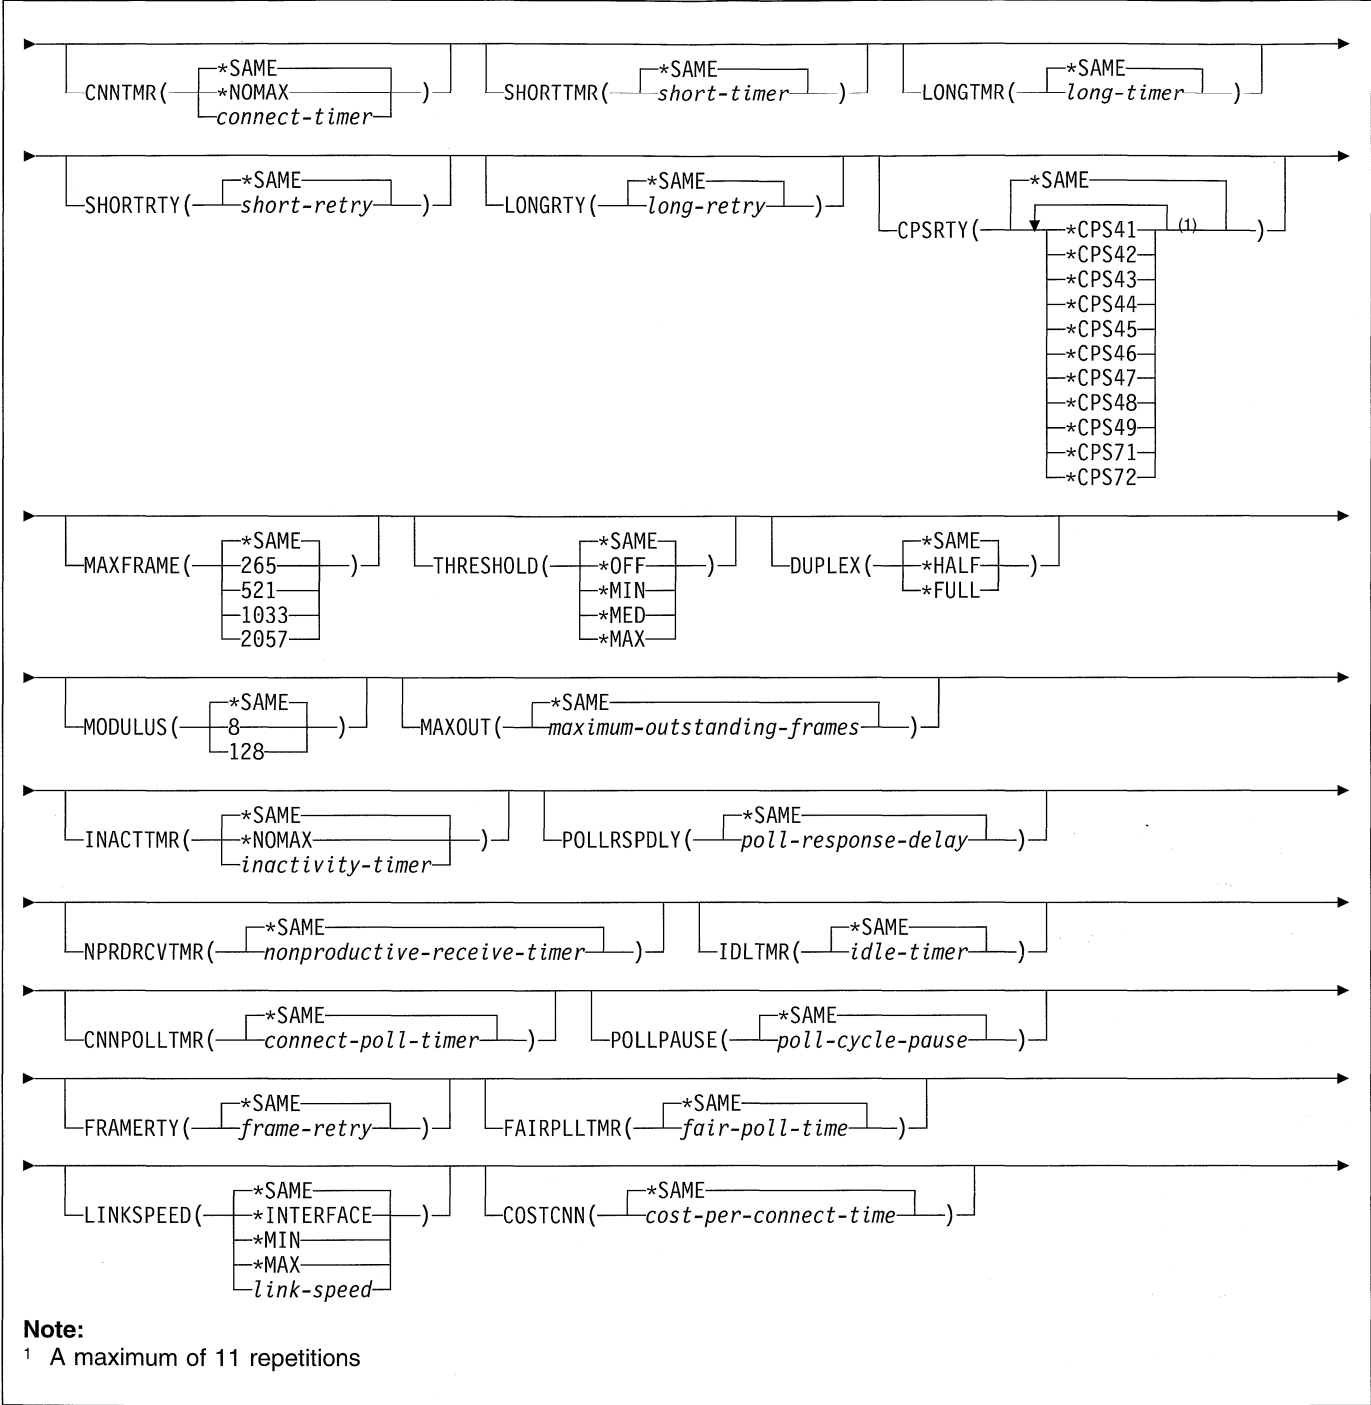 *SAME *SAME *SAME
CNNTMR( *NOMAX ) SHORTTMR( short-timer ) LONGTMR( long-timer )
connect-timer
*SAME *SAME *SAME
SHORTRTY( short-retry ) LONGRTY( long-retry ) CPSRTY( *CPS41 (1) )
*CPS42
*CPS43
*CPS44
*CPS45
*CPS46
*CPS47
*CPS48
*CPS49
*CPS71
*CPS72
*SAME *SAME *SAME
MAXFRAME( 265 ) THRESHOLD( *OFF ) DUPLEX( *HALF )
521 *MIN *FULL
1033 *MED
2057 *MAX
*SAME *SAME
MODULUS( 8 ) MAXOUT( maximum-outstanding-frames )
128
*SAME *SAME
INACTTMR( *NOMAX ) POLLRSPDLY( poll-response-delay )
inactivity-timer
*SAME *SAME
NPRDRCVTMR( nonproductive-receive-timer ) IDLTMR( idle-timer )
*SAME *SAME
CNNPOLLTMR( connect-poll-timer ) POLLPAUSE( poll-cycle-pause )
*SAME *SAME
FRAMERTY( frame-retry ) FAIRPLLTMR( fair-poll-time )
*SAME *SAME
LINKSPEED( *INTERFACE ) COSTCNN( cost-per-connect-time )
*MIN
*MAX
link-speed
Note:
1 A maximum of 11 repetitions